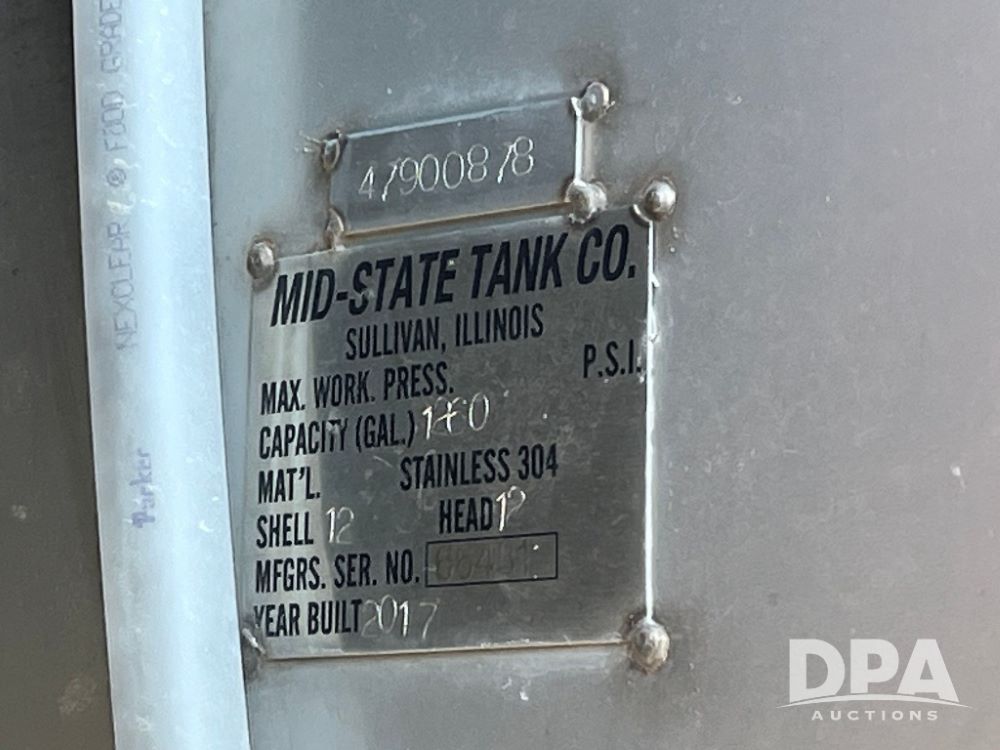 NEXCLEAR ® FOOD GRADE
Parker
47900878
MID-STATE TANK CO.
SULLIVAN, ILLINOIS
MAX. WORK. PRESS. P.S.I.
CAPACITY (GAL.)
MAT'L. STAINLESS 304
SHELL 12 HEAD 12
MFGRS. SER. NO.
YEAR BUILT 2017
DPA
AUCTIONS